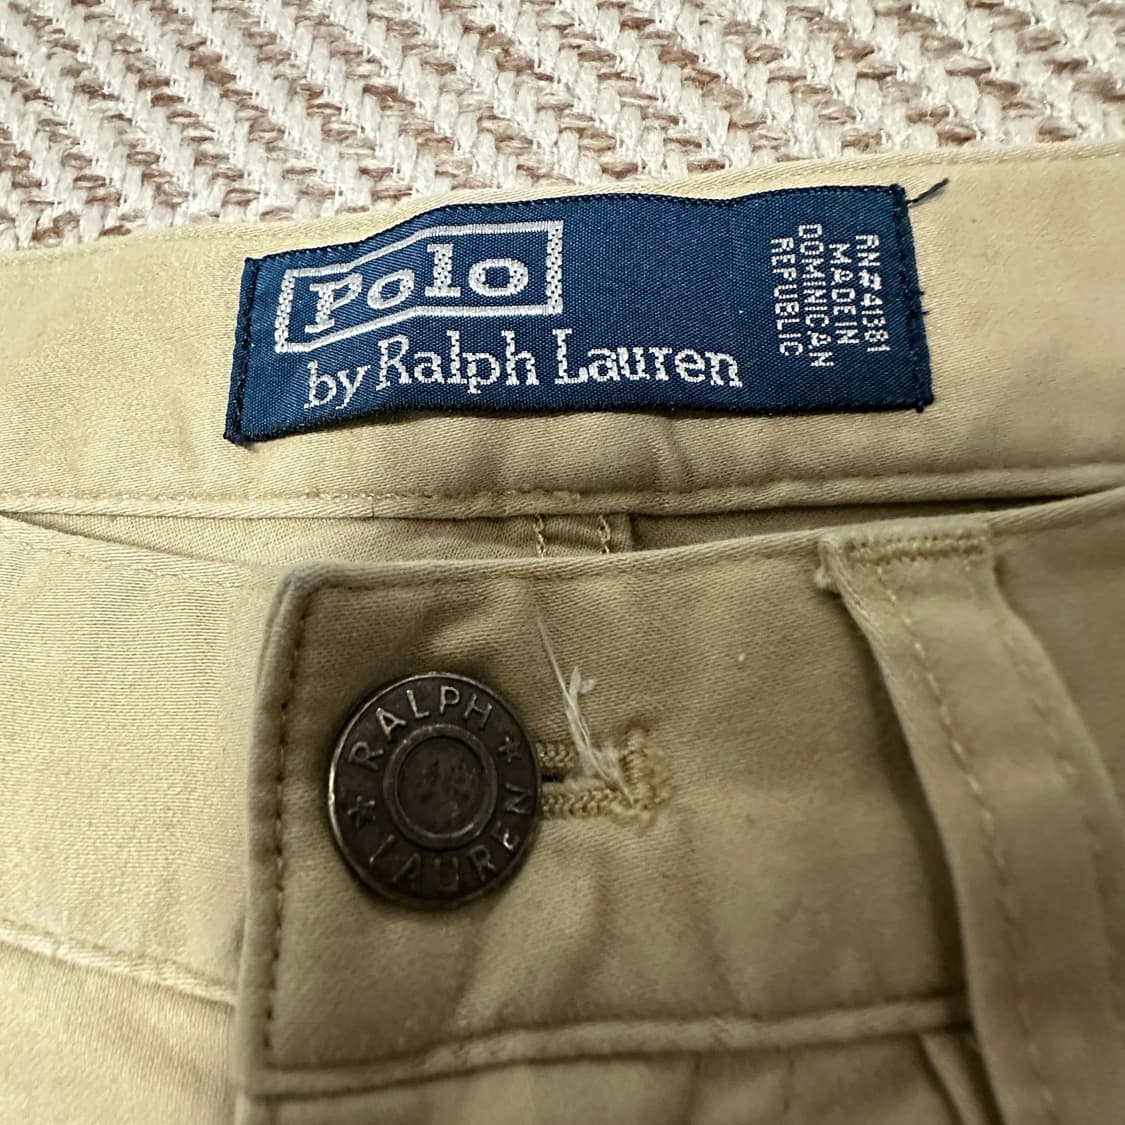 Polo
by Ralph Lauren
RN#41381
MADE IN
DOMINICAN
REPUBLIC
RALPH
LAUREN